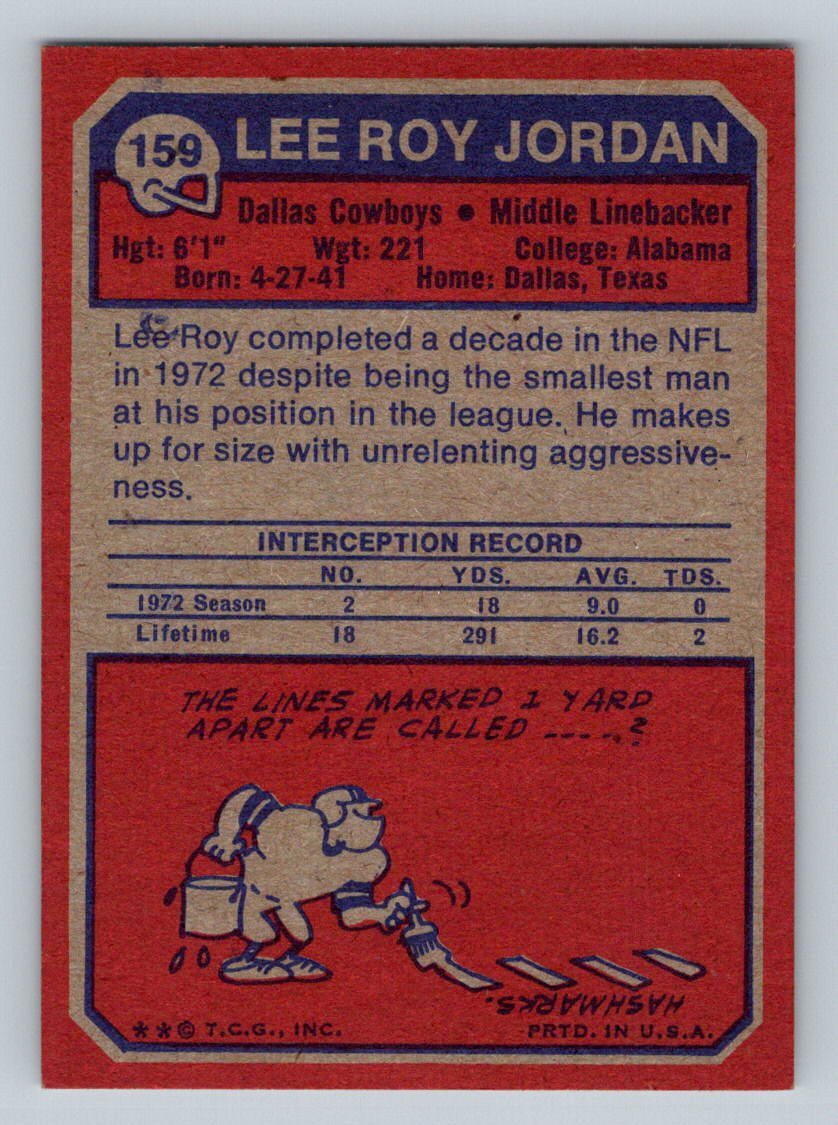 159 LEE ROY JORDAN
Dallas Cowboys • Middle Linebacker
Hgt: 6'1" Wgt: 221 College: Alabama
Born: 4-27-41 Home: Dallas, Texas
Lee Roy completed a decade in the NFL
in 1972 despite being the smallest man
at his position in the league. He makes
up for size with unrelenting aggressive-
ness.
INTERCEPTION RECORD
NO. YDS. AVG. TDS.
1972 Season 2 18 9.0 0
Lifetime 18 291 16.2 2
THE LINES MARKED 1 YARD
APART ARE CALLED ----.?
HASHMARKS.
**© T.C.G., INC. PRTD. IN U.S.A.